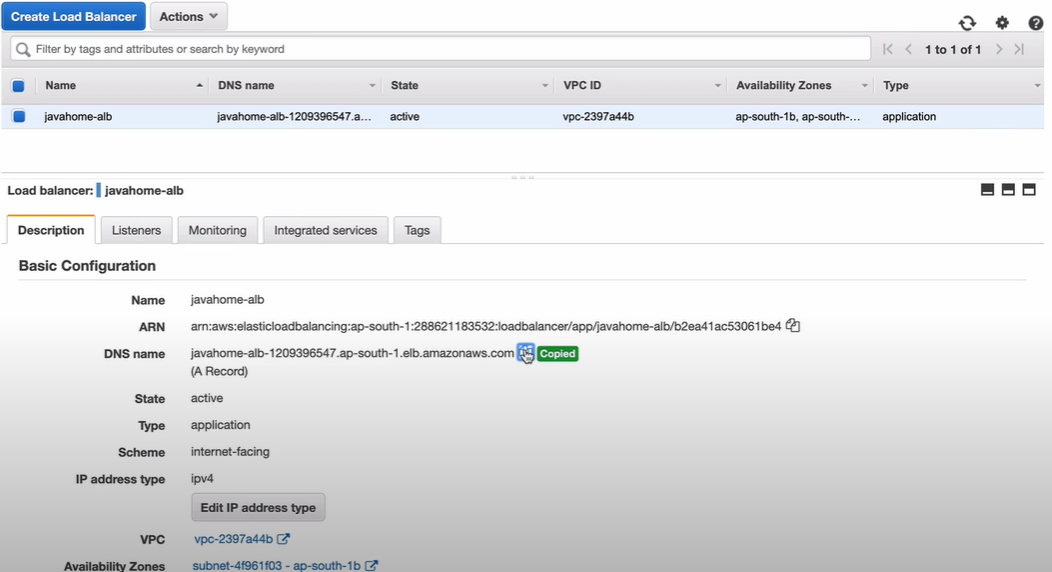 Create Load Balancer Actions
Filter by tags and attributes or search by keyword 1 to 1 of 1
Name DNS name State VPC ID Availability Zones Type
javahome-alb javahome-alb-1209396547.a... active vpc-2397a44b ap-south-1b, ap-south-... application
Load balancer: javahome-alb
Description Listeners Monitoring Integrated services Tags
Basic Configuration
Name javahome-alb
ARN arn:aws:elasticloadbalancing:ap-south-1:288621183532:loadbalancer/app/javahome-alb/b2ea41ac53061be4
DNS name javahome-alb-1209396547.ap-south-1.elb.amazonaws.com Copied
(A Record)
State active
Type application
Scheme internet-facing
IP address type ipv4
Edit IP address type
VPC vpc-2397a44b
Availability Zones subnet-4f961f03 - ap-south-1b